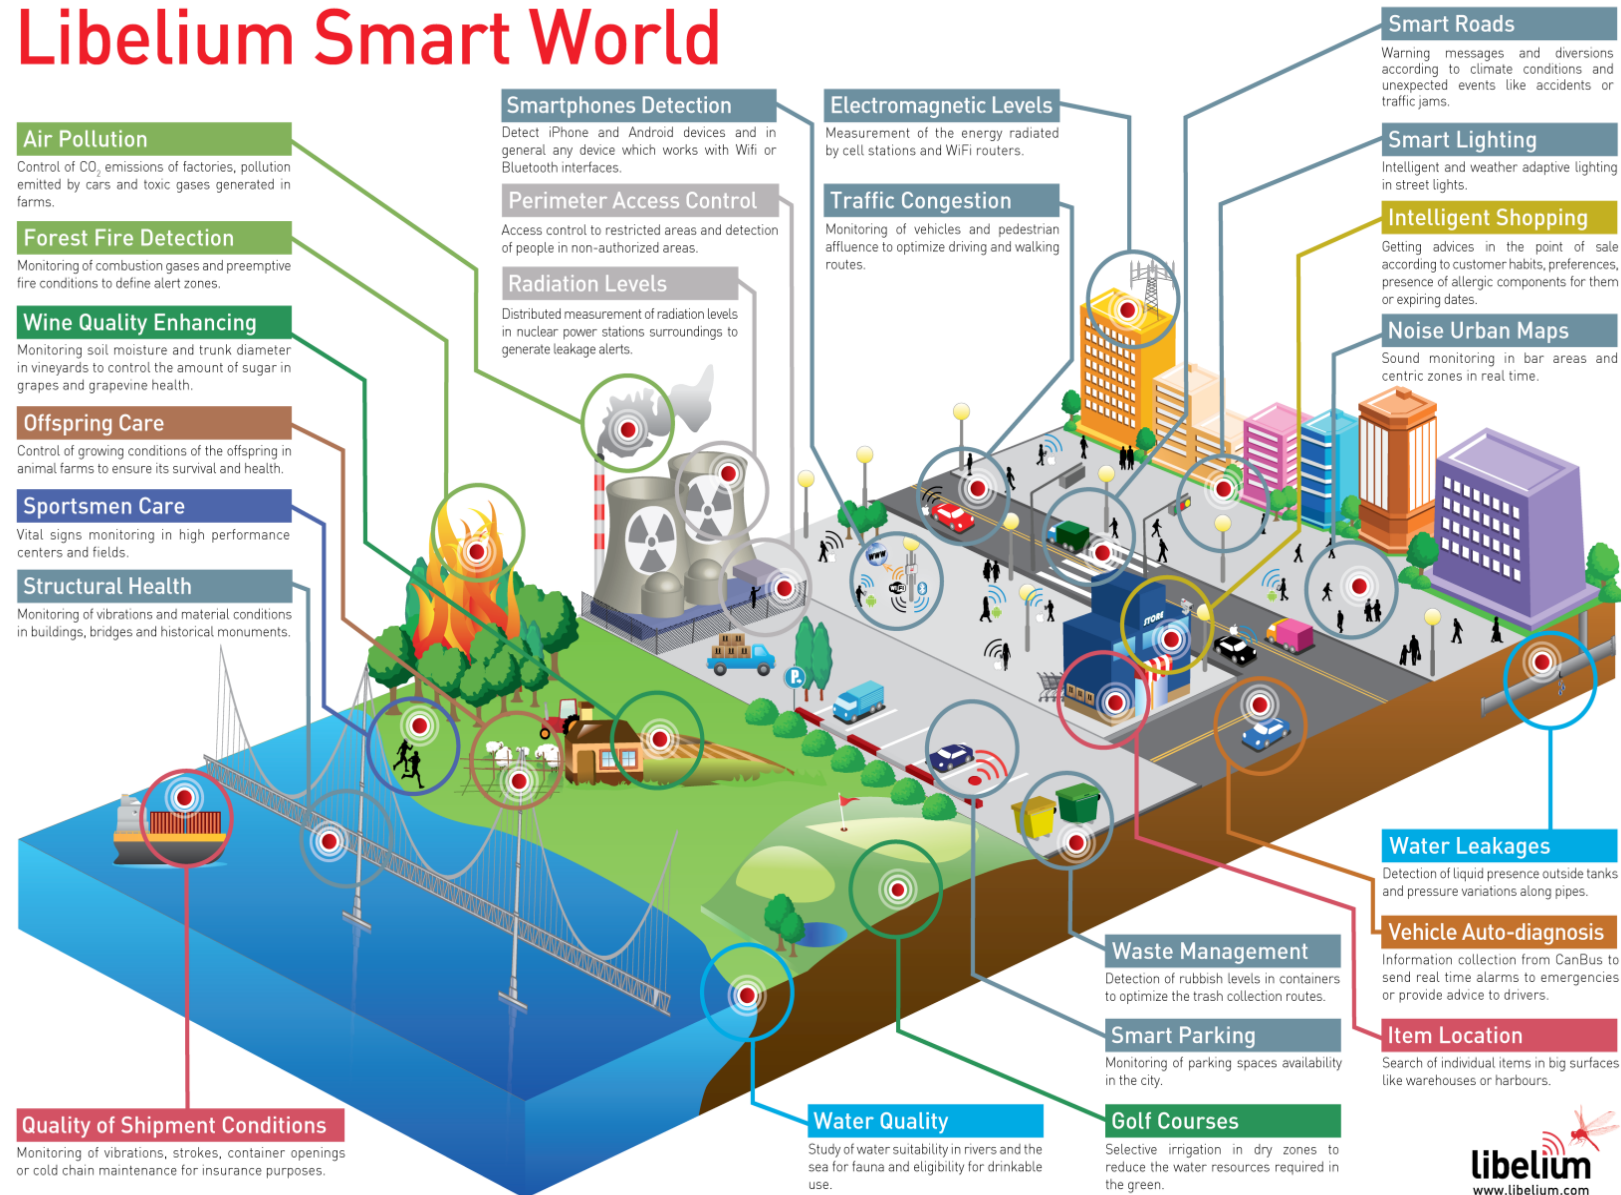 Libelium Smart World
Air Pollution
Control of CO2 emissions of factories, pollution
emitted by cars and toxic gases generated in
farms.
Forest Fire Detection
Monitoring of combustion gases and preemptive
fire conditions to define alert zones.
Wine Quality Enhancing
Monitoring soil moisture and trunk diameter
in vineyards to control the amount of sugar in
grapes and grapevine health.
Offspring Care
Control of growing conditions of the offspring in
animal farms to ensure its survival and health.
Sportsmen Care
Vital signs monitoring in high performance
centers and fields.
Structural Health
Monitoring of vibrations and material conditions
in buildings, bridges and historical monuments.
Quality of Shipment Conditions
Monitoring of vibrations, strokes, container openings
or cold chain maintenance for insurance purposes.
Smartphones Detection
Detect iPhone and Android devices and in
general any device which works with Wifi or
Bluetooth interfaces.
Perimeter Access Control
Access control to restricted areas and detection
of people in non-authorized areas.
Radiation Levels
Distributed measurement of radiation levels
in nuclear power stations surroundings to
generate leakage alerts.
Electromagnetic Levels
Measurement of the energy radiated
by cell stations and WiFi routers.
Traffic Congestion
Monitoring of vehicles and pedestrian
affluence to optimize driving and walking
routes.
Smart Roads
Warning messages and diversions
according to climate conditions and
unexpected events like accidents or
traffic jams.
Smart Lighting
Intelligent and weather adaptive lighting
in street lights.
Intelligent Shopping
Getting advices in the point of sale
according to customer habits, preferences,
presence of allergic components for them
or expiring dates.
Noise Urban Maps
Sound monitoring in bar areas and
centric zones in real time.
www
WiFi
STORE
P
Water Leakages
Detection of liquid presence outside tanks
and pressure variations along pipes.
Vehicle Auto-diagnosis
Information collection from CanBus to
send real time alarms to emergencies
or provide advice to drivers.
Item Location
Search of individual items in big surfaces
like warehouses or harbours.
Waste Management
Detection of rubbish levels in containers
to optimize the trash collection routes.
Smart Parking
Monitoring of parking spaces availability
in the city.
Golf Courses
Selective irrigation in dry zones to
reduce the water resources required in
the green.
Water Quality
Study of water suitability in rivers and the
sea for fauna and eligibility for drinkable
use.
libelium
www.libelium.com